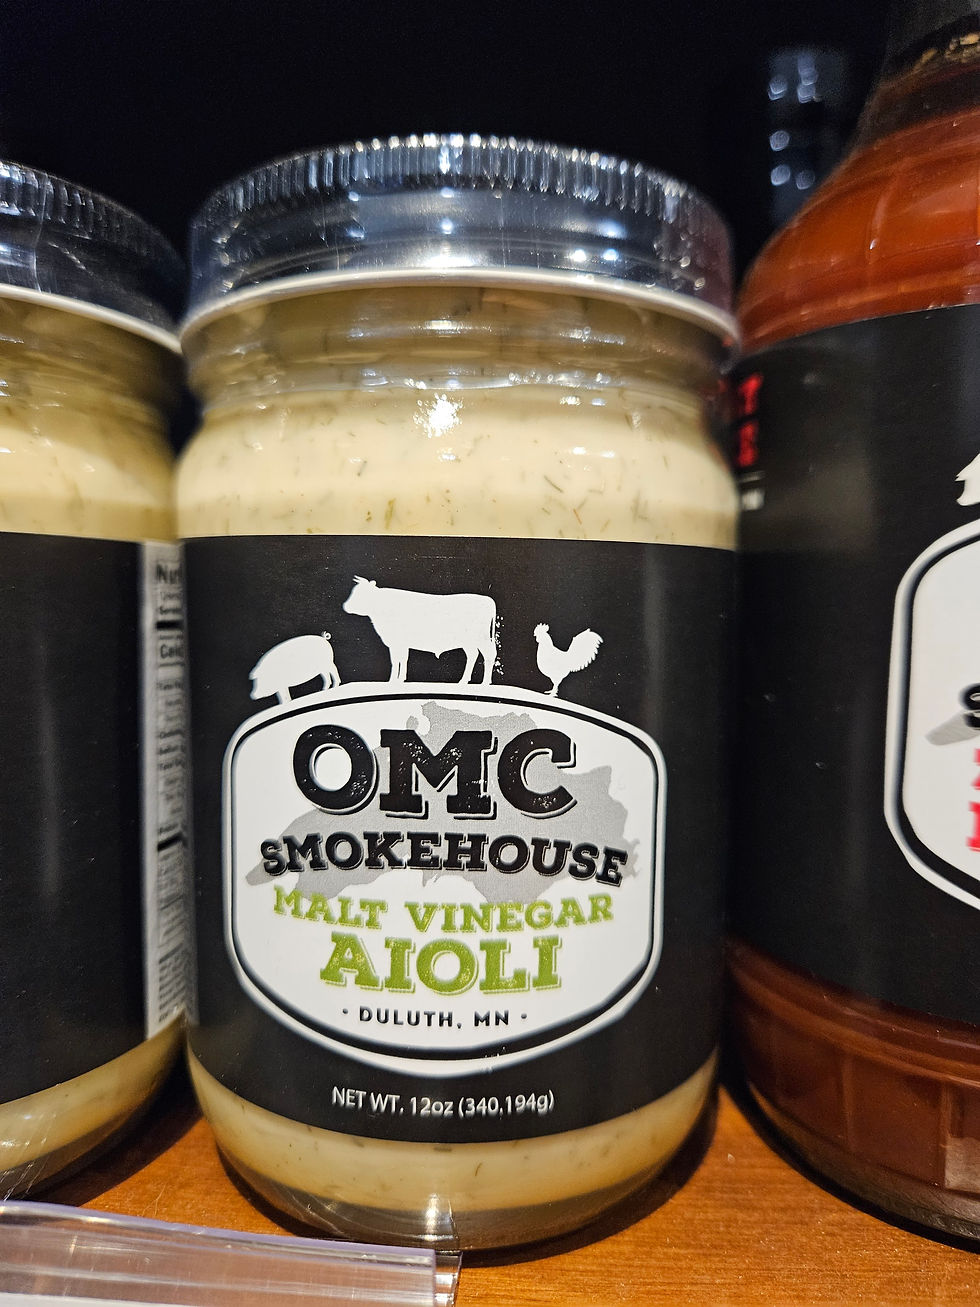 OMC
SMOKEHOUSE
MALT VINEGAR
AIOLI
· DULUTH, MN ·
NET WT. 12oz (340.194g)